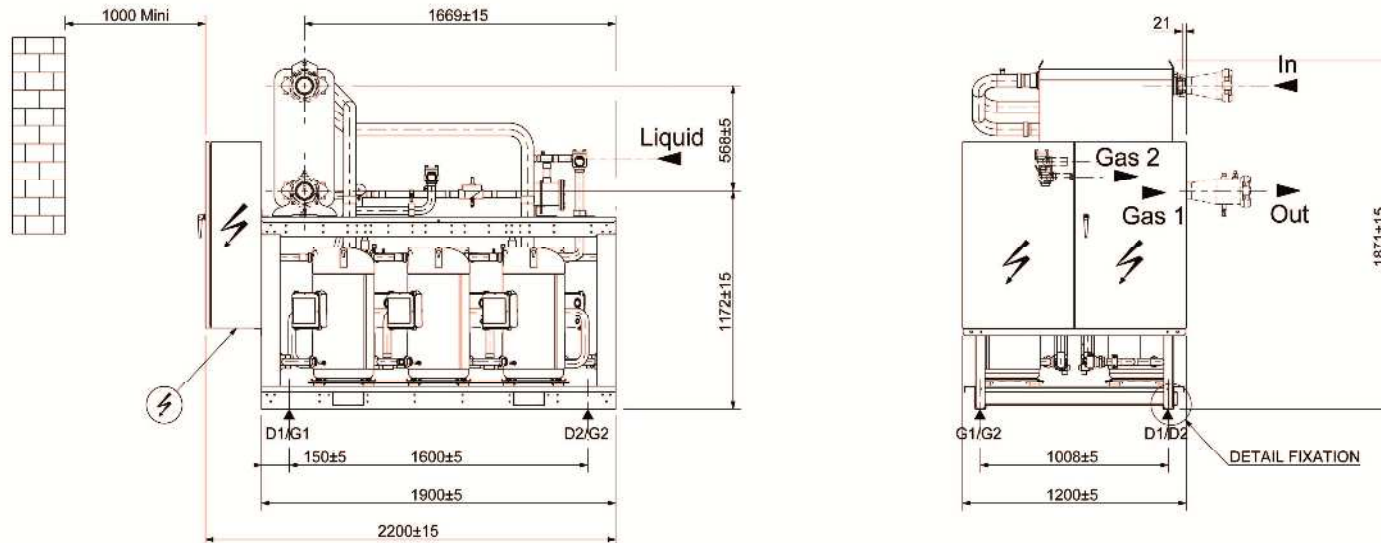 1000 Mini
1669±15
568±5
Liquid
1172±15
D1/G1
D2/G2
150±5
1600±5
1900±5
2200±15
21
In
Gas 2
Gas 1
Out
1871±15
G1/G2
D1/D2
1008±5
DETAIL FIXATION
1200±5